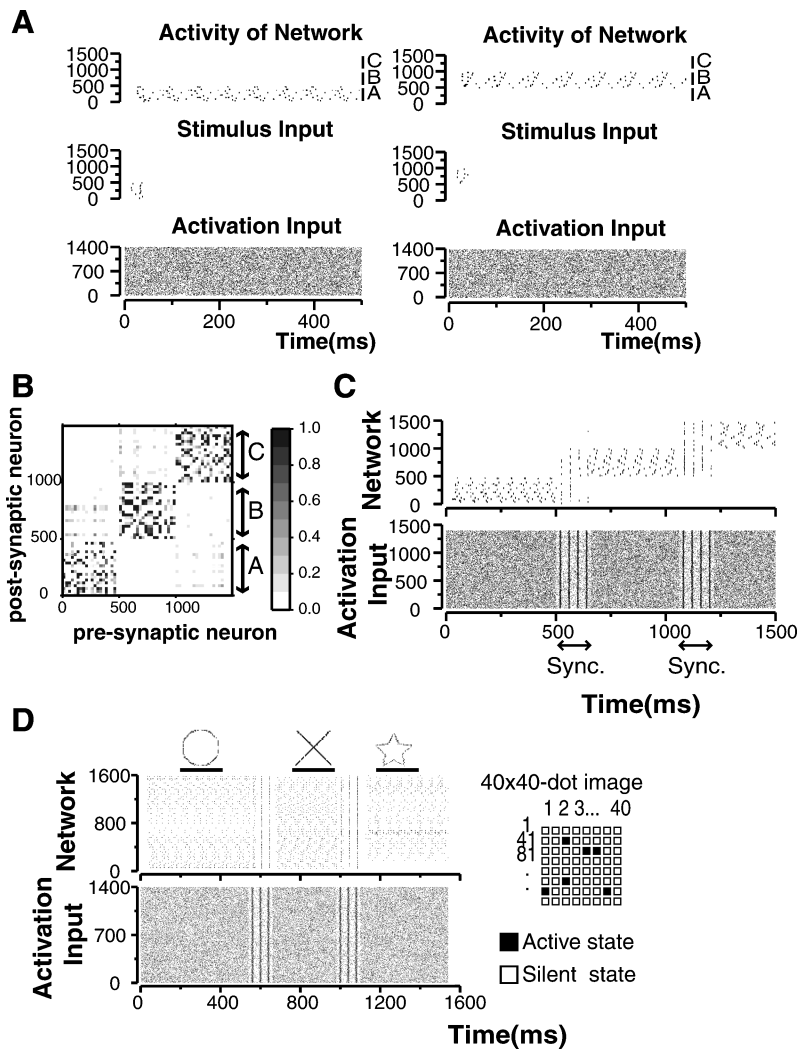 A
Activity of Network
Activity of Network
1500
1000
500
0
C
B
A
1500
1000
500
0
C
B
A
Stimulus Input
Stimulus Input
1500
1000
500
0
1500
1000
500
0
Activation Input
Activation Input
1400
700
0
1400
700
0
0 200 400
0 200 400
Time(ms)
Time(ms)
B
post-synaptic neuron
1000
500
0
0 500 1000
pre-synaptic neuron
C
B
A
1.0
0.8
0.6
0.4
0.2
0.0
C
Network
1500
1000
500
0
Activation
Input
1500
1000
500
0
0 500 1000 1500
Sync. Sync.
Time(ms)
D
Network
1600
800
0
Activation
Input
1400
700
0
0 400 800 1200 1600
Time(ms)
40x40-dot image
1 2 3... 40
1
41
81
.
.
Active state
Silent state